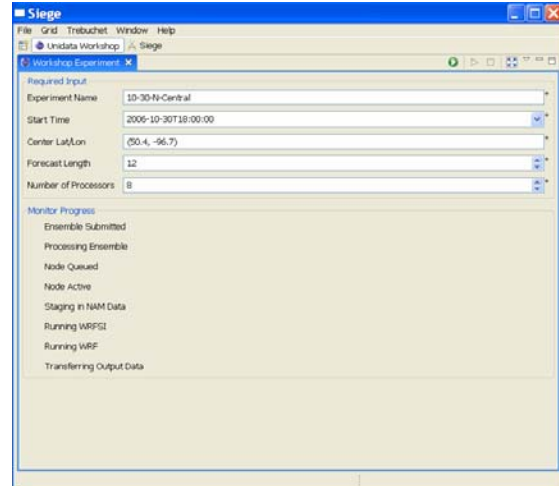 Siege
File Grid Trebuchet Window Help
Unidata Workshop Siege
Workshop Experiment
Required Input
Experiment Name 10-30-N-Central *
Start Time 2006-10-30T18:00:00 *
Center Lat/Lon (50.4, -96.7) *
Forecast Length 12 *
Number of Processors 8 *
Monitor Progress
Ensemble Submitted
Processing Ensemble
Node Queued
Node Active
Staging in NAM Data
Running WRFSI
Running WRF
Transferring Output Data